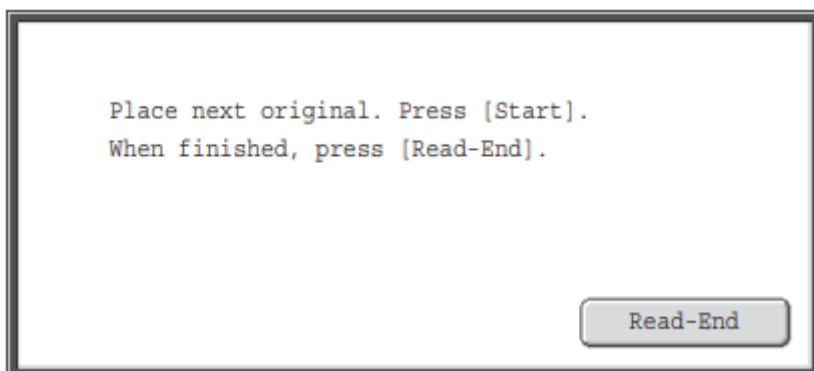 Place next original. Press [Start].
When finished, press [Read-End].
Read-End